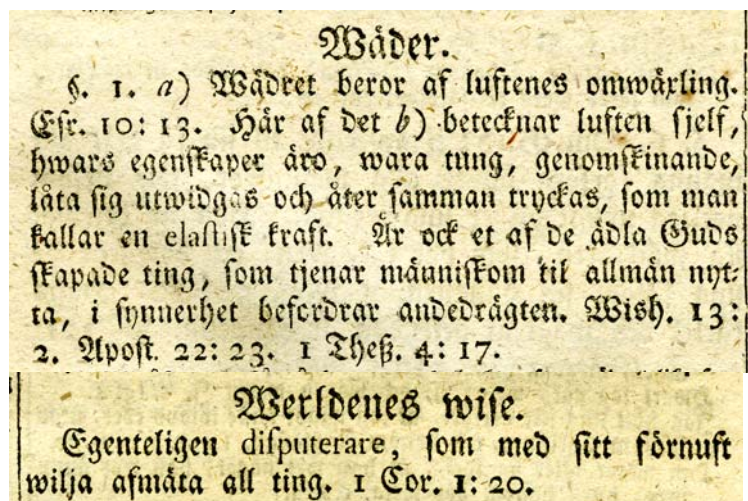 Wäder.
§. 1. a) Wädret beror af luftenes omwäxling.
Esr. 10: 13. Här af det b) betecknar luften sjelf,
hwars egenskaper äro, wara tung, genomskinande,
låta sig utwidgas och åter samman tryckas, som man
kallar en elastisk kraft. Är ock et af de ädla Guds
skapade ting, som tjenar människom til allmän nyt-
ta, i synnerhet befordrar andedrägten. Wish. 13:
2. Apost. 22: 23. 1 Theß. 4: 17.
Werldenes wise.
Egenteligen disputerare, som med sitt förnuft
wilja afmäta all ting. 1 Cor. 1: 20.